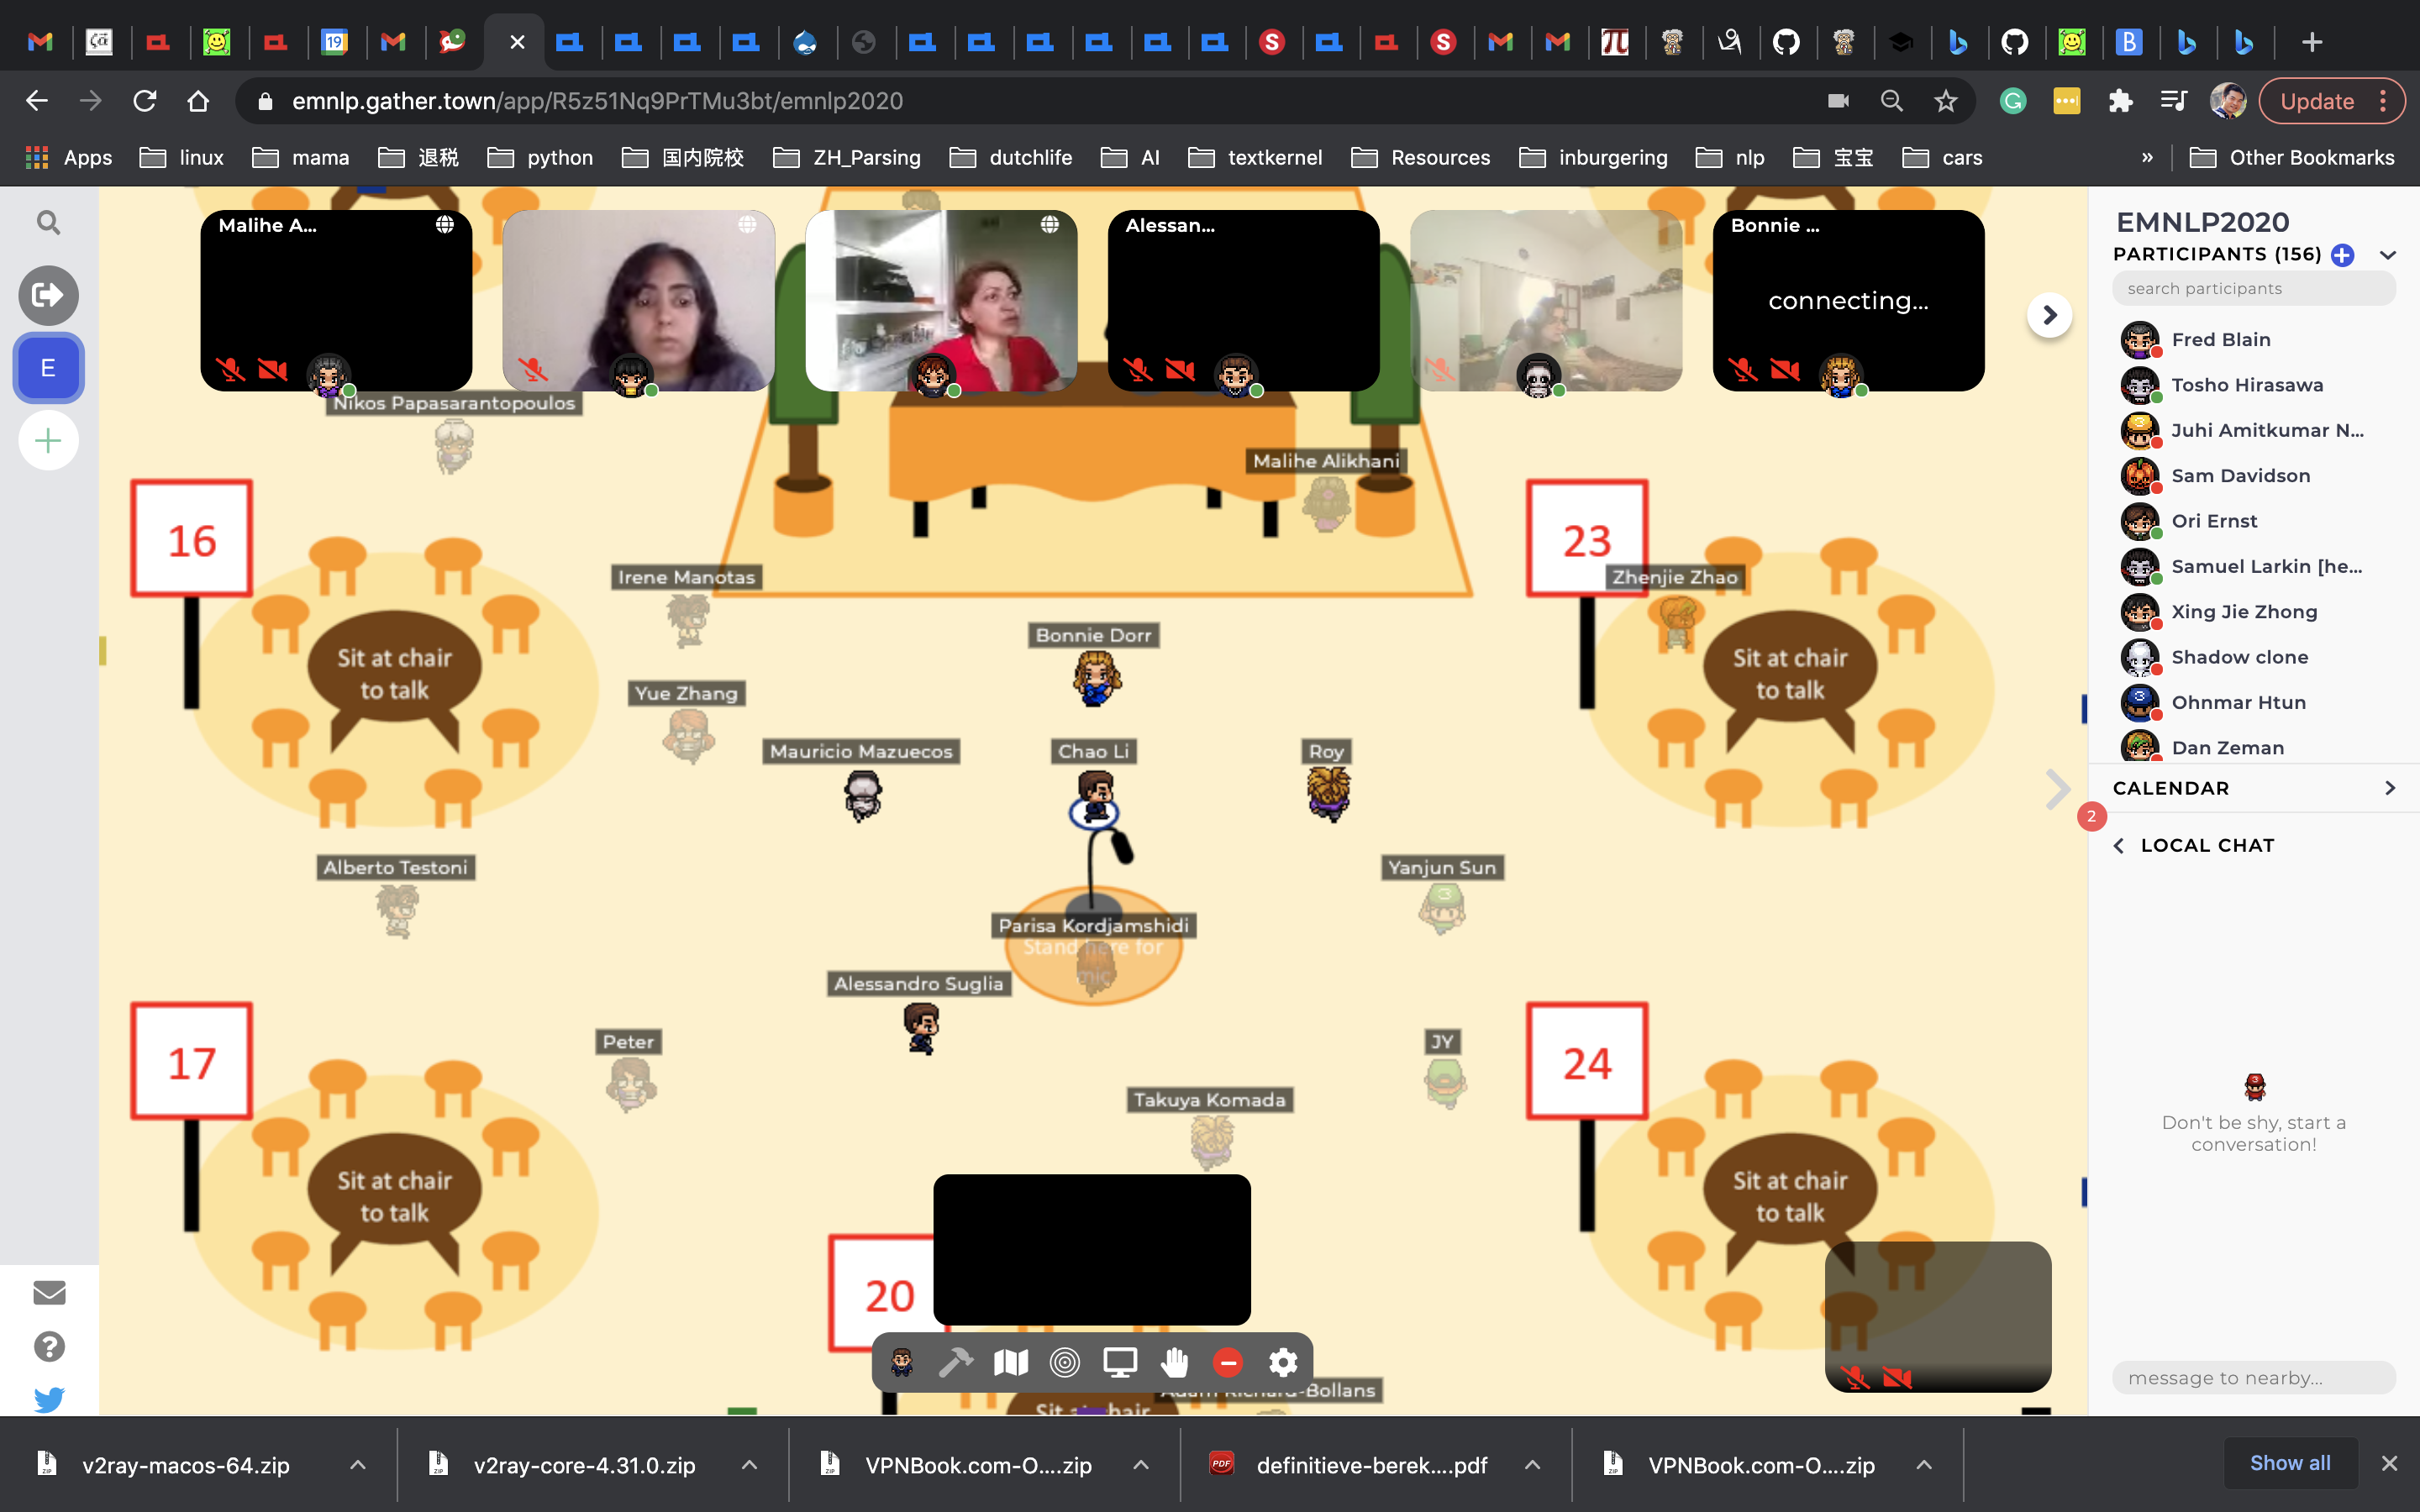 emnlp.gather.town/app/R5z51Nq9PrTMu3bt/emnlp2020
Update
Apps
linux
mama
退税
python
国内院校
ZH_Parsing
dutchlife
AI
textkernel
Resources
inburgering
nlp
宝宝
cars
»
Other Bookmarks
E
Malihe A...
Alessan...
Bonnie ...
connecting...
Nikos Papasarantopoulos
Malihe Alikhani
16
23
Irene Manotas
Zhenjie Zhao
Bonnie Dorr
Sit at chair
to talk
Sit at chair
to talk
Yue Zhang
Mauricio Mazuecos
Chao Li
Roy
Alberto Testoni
Yanjun Sun
Parisa Kordjamshidi
Stand here for
mic
Alessandro Suglia
17
Peter
JY
24
Takuya Komada
Sit at chair
to talk
Sit at chair
to talk
20
Adam Richard-Bollans
Sit at chair
EMNLP2020
PARTICIPANTS (156)
search participants
Fred Blain
Tosho Hirasawa
Juhi Amitkumar N...
Sam Davidson
Ori Ernst
Samuel Larkin [he...
Xing Jie Zhong
Shadow clone
Ohnmar Htun
Dan Zeman
CALENDAR
2
LOCAL CHAT
Don't be shy, start a
conversation!
message to nearby...
v2ray-macos-64.zip
v2ray-core-4.31.0.zip
VPNBook.com-O....zip
definitieve-berek....pdf
VPNBook.com-O....zip
Show all